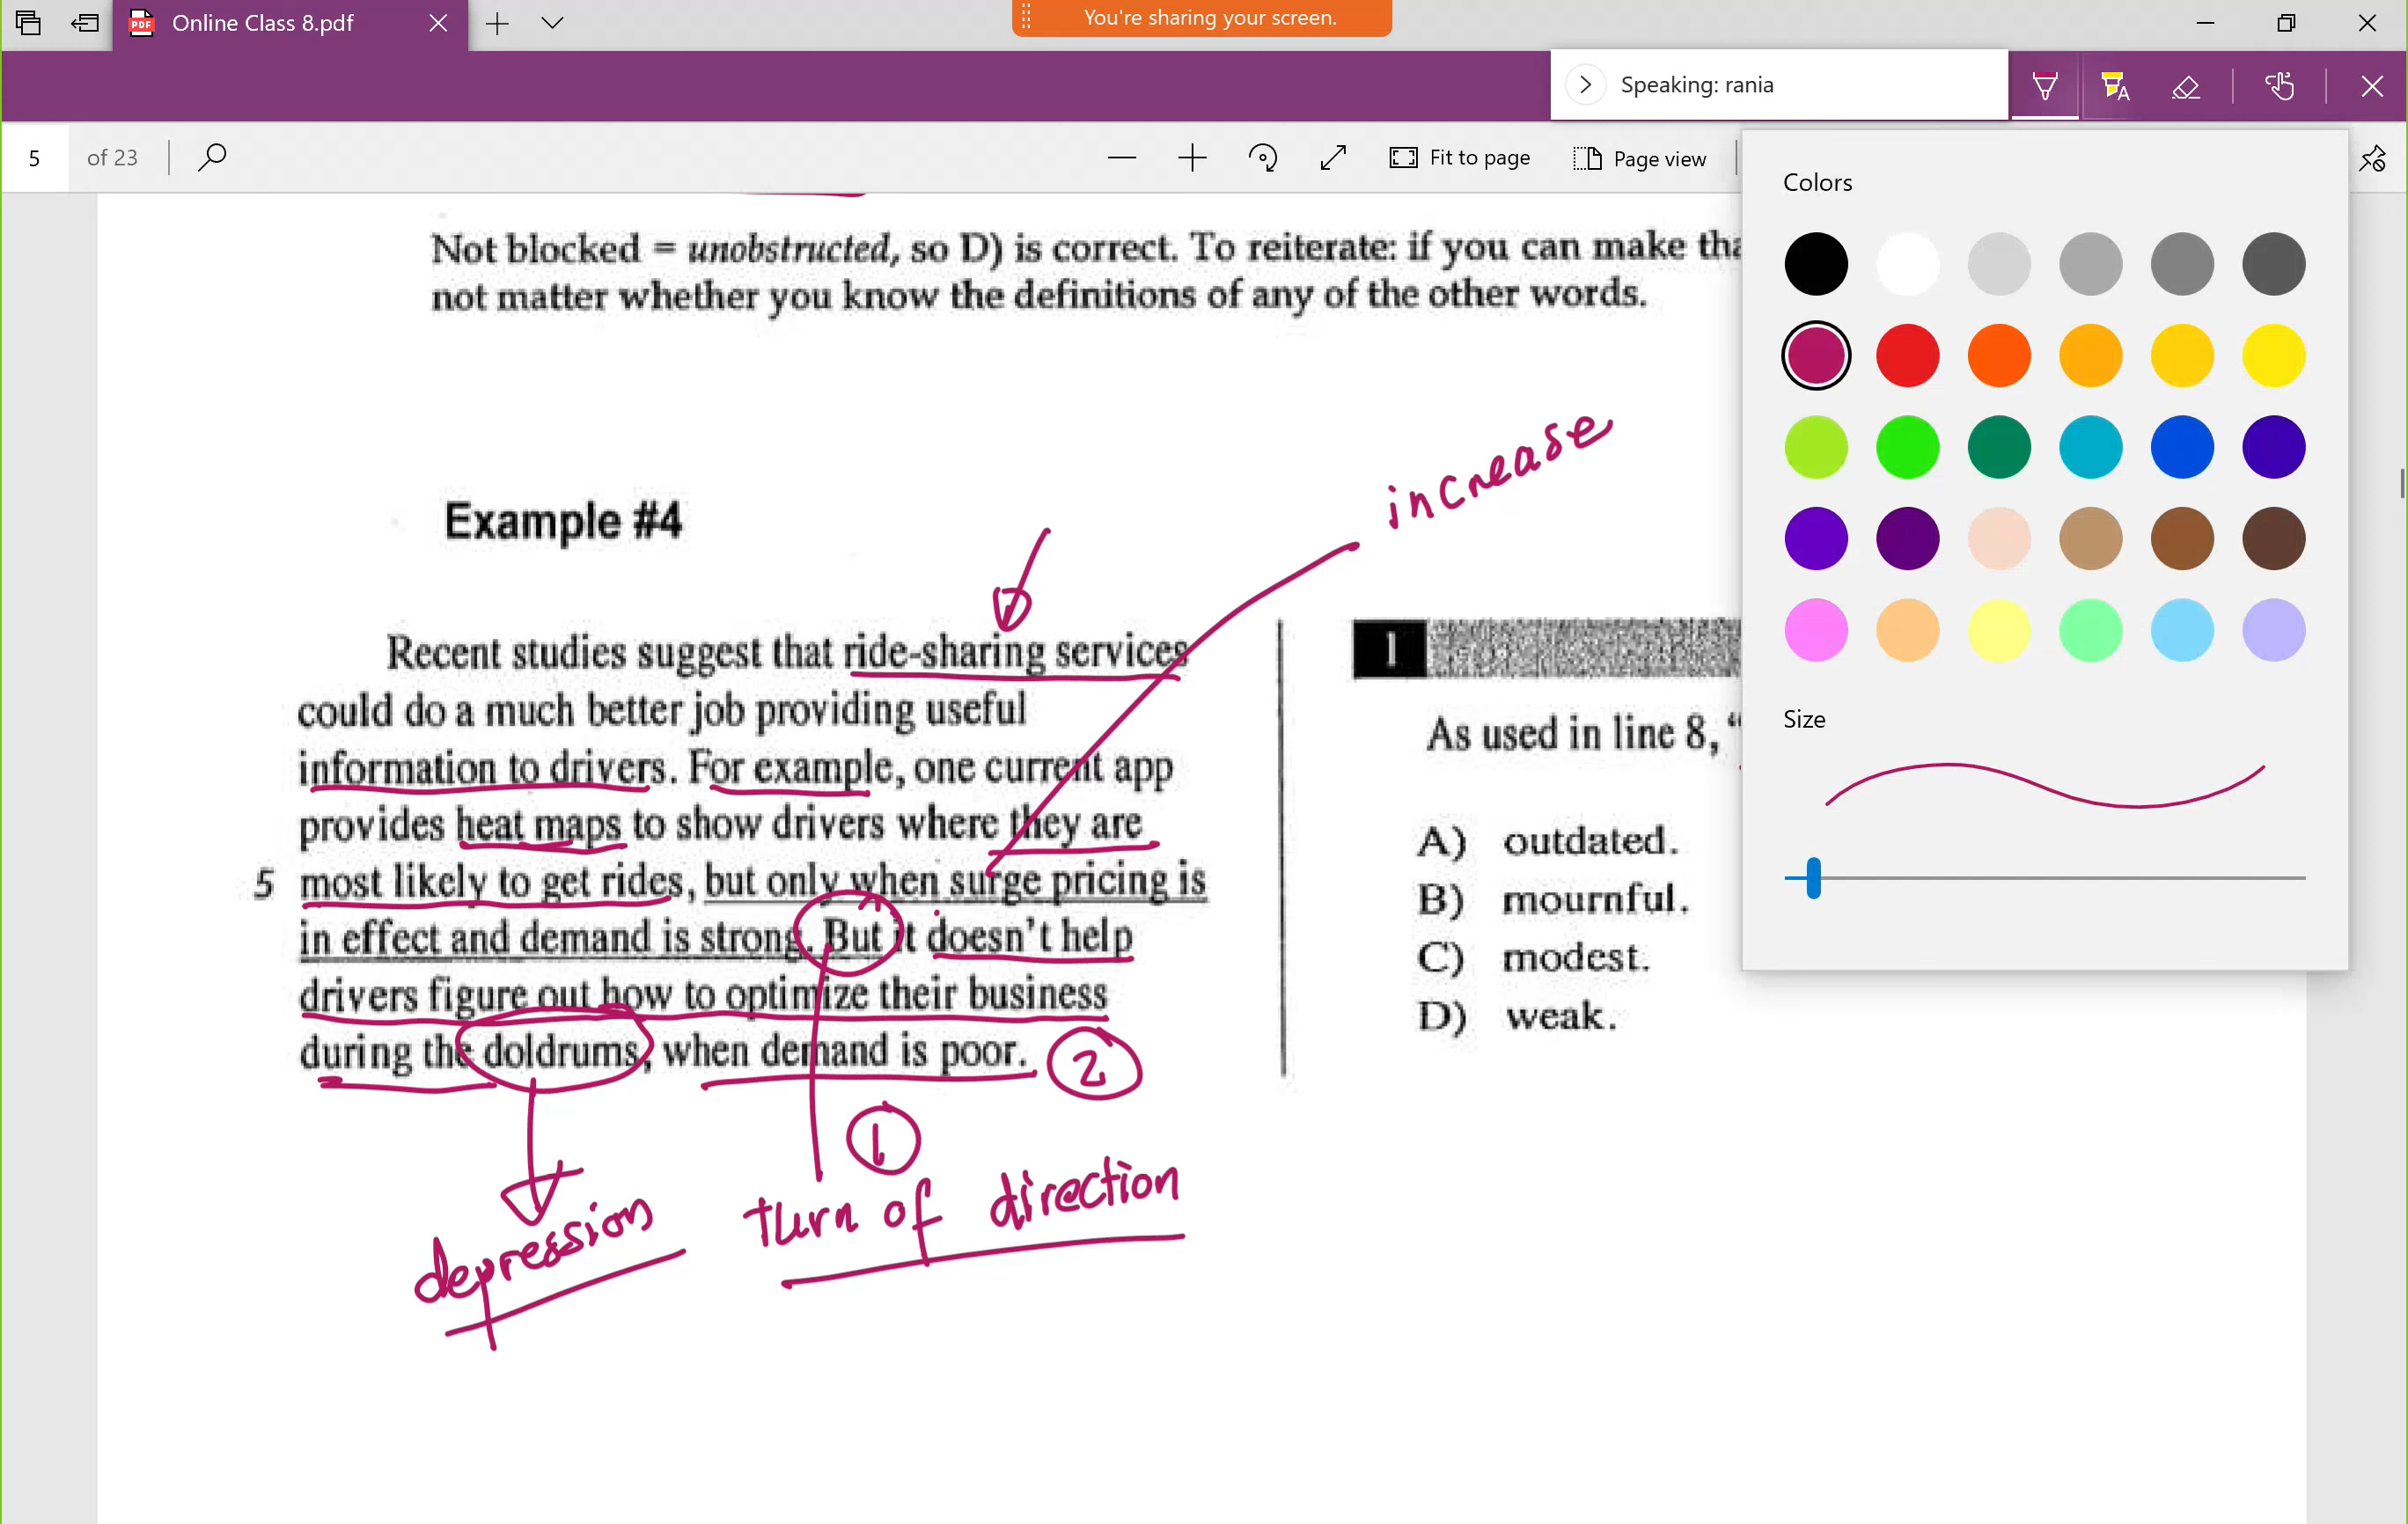 Online Class 8.pdf
You're sharing your screen.
Speaking: rania
5 of 23
Fit to page
Page view
Colors
Size
Not blocked = unobstructed, so D) is correct. To reiterate: if you can make tha
not matter whether you know the definitions of any of the other words.
increase
Example #4
Recent studies suggest that ride-sharing services
could do a much better job providing useful
information to drivers. For example, one current app
provides heat maps to show drivers where they are
5 most likely to get rides, but only when surge pricing is
in effect and demand is strong. But it doesn't help
drivers figure out how to optimize their business
during the doldrums, when demand is poor. 2
1
depression
turn of direction
1
As used in line 8, “
A) outdated.
B) mournful.
C) modest.
D) weak.